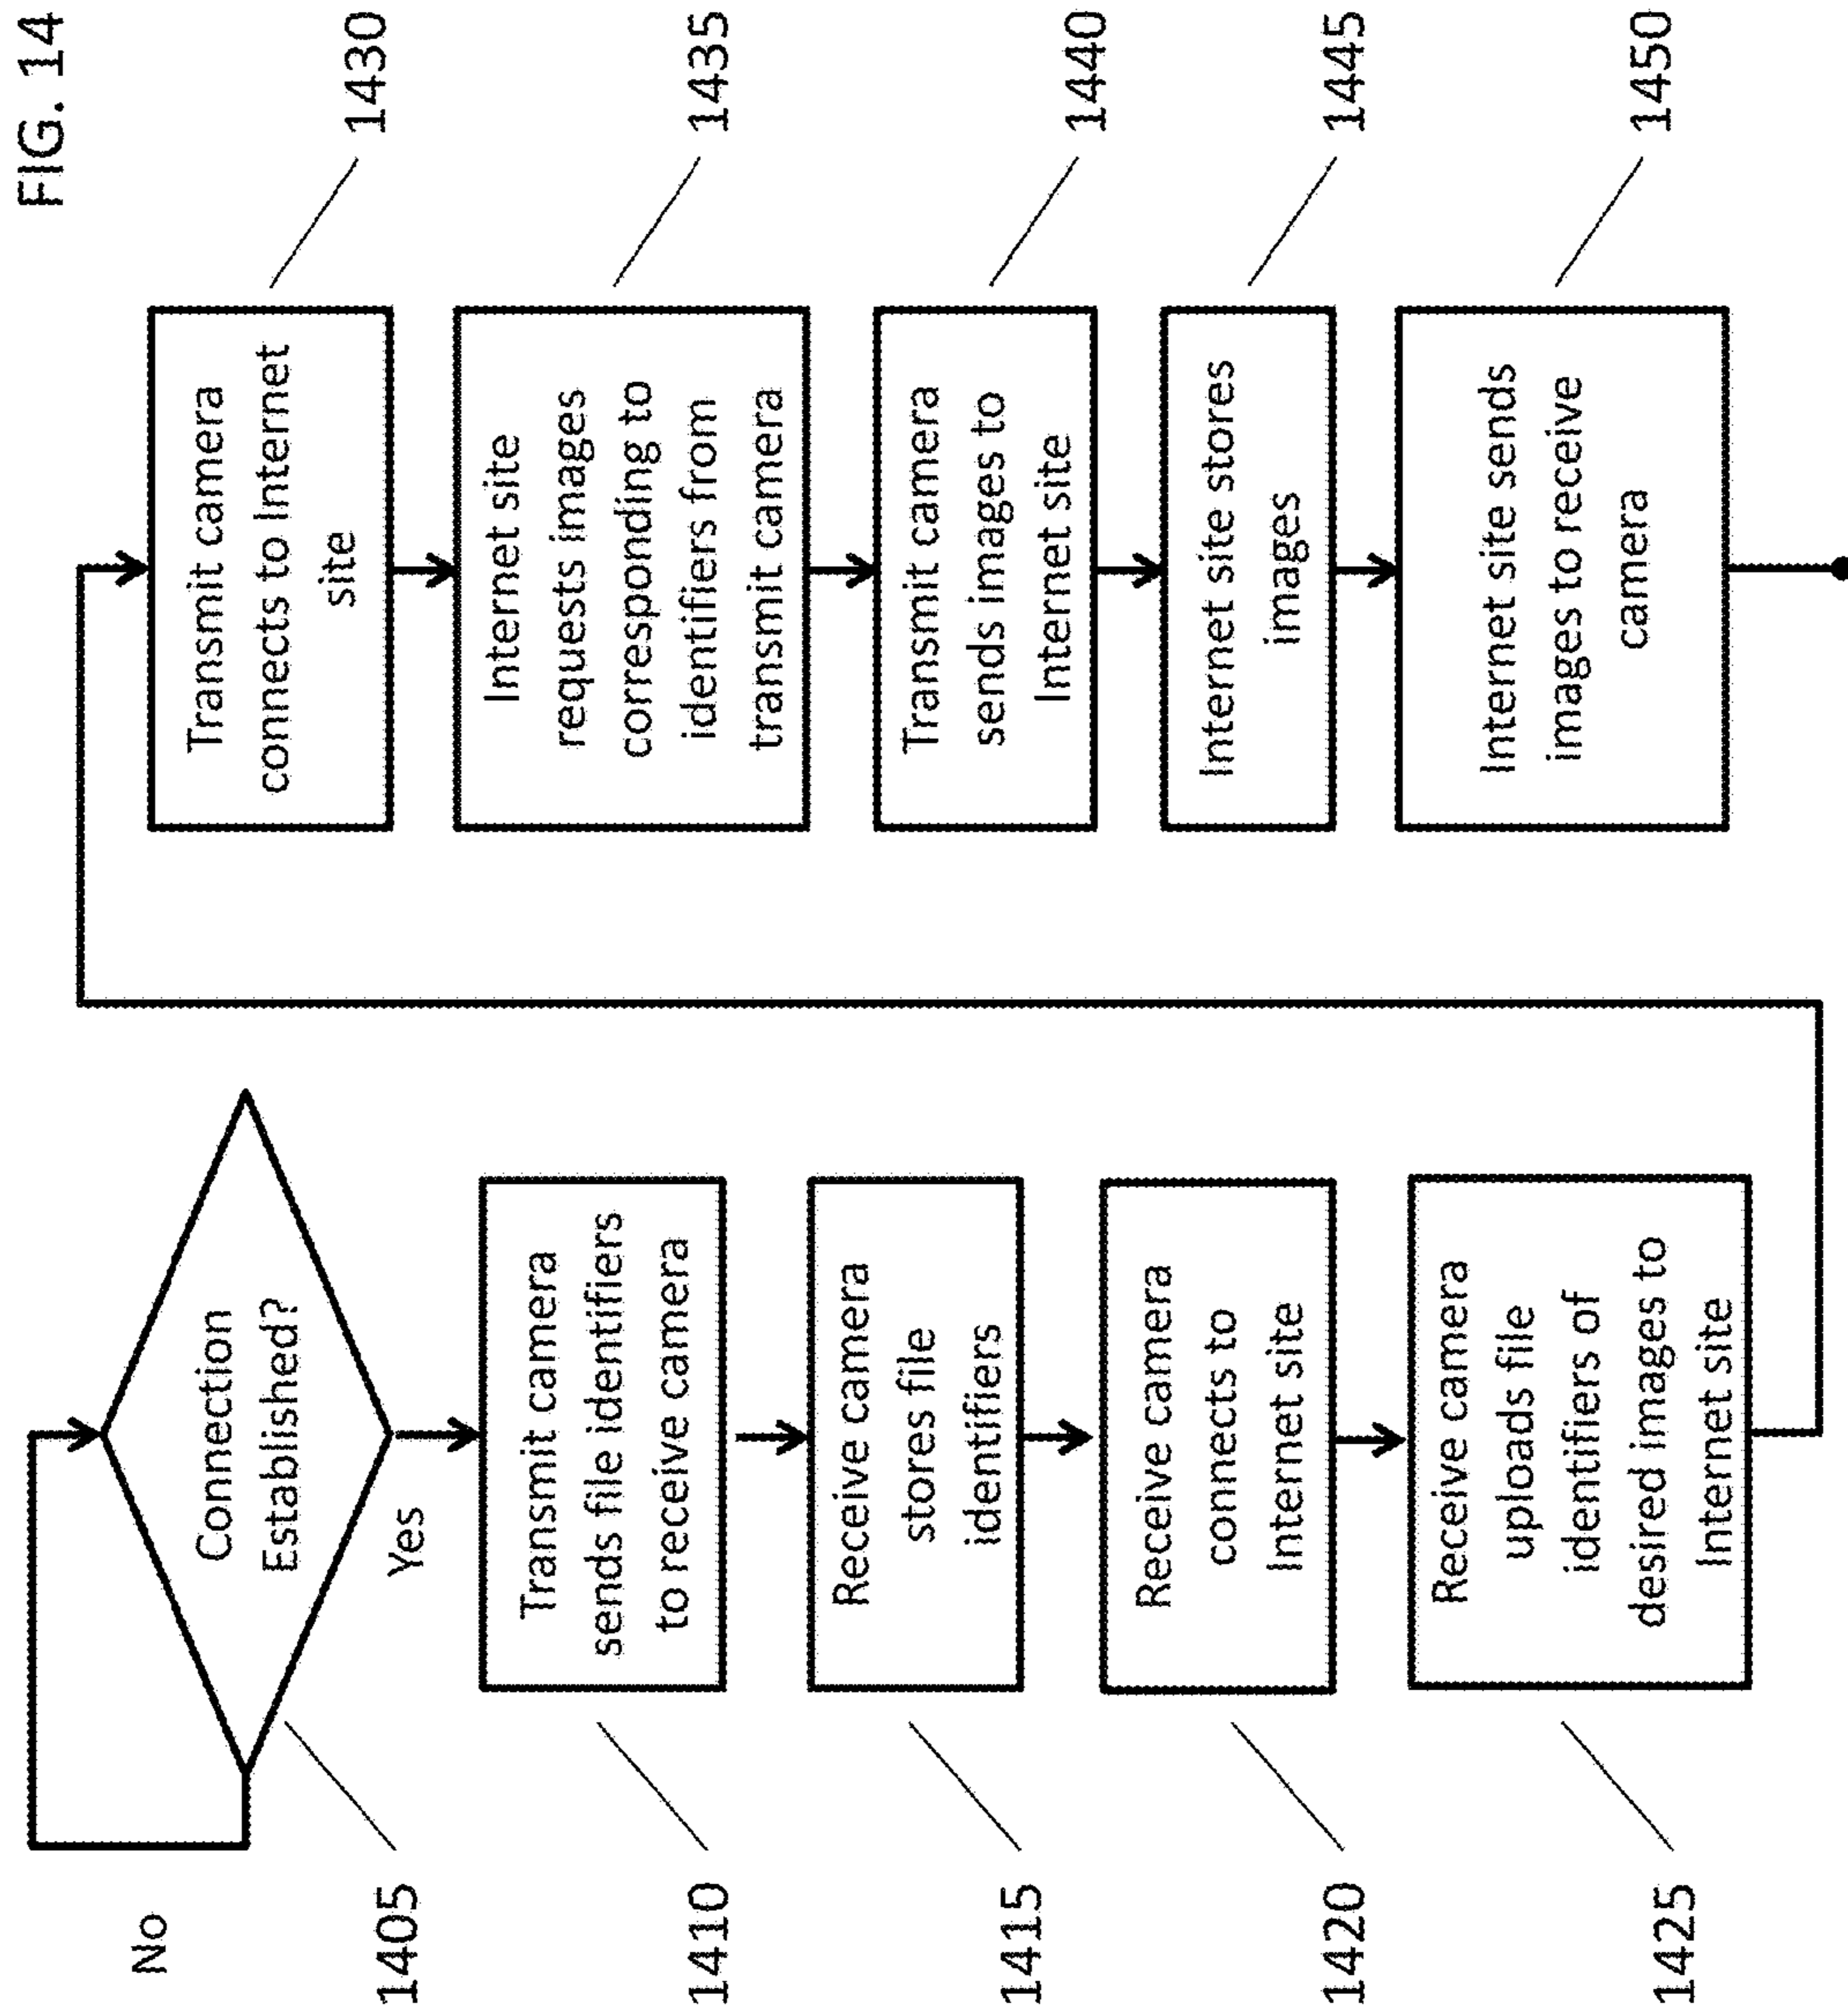 FIG. 14
No
Connection
Established?
Yes
1405
Transmit camera
sends file identifiers
to receive camera
1410
Receive camera
stores file
identifiers
1415
Receive camera
connects to
Internet site
1420
Receive camera
uploads file
identifiers of
desired images to
Internet site
1425
Transmit camera
connects to Internet
site
1430
Internet site
requests images
corresponding to
identifiers from
transmit camera
1435
Transmit camera
sends images to
Internet site
1440
Internet site stores
images
1445
Internet site sends
images to receive
camera
1450